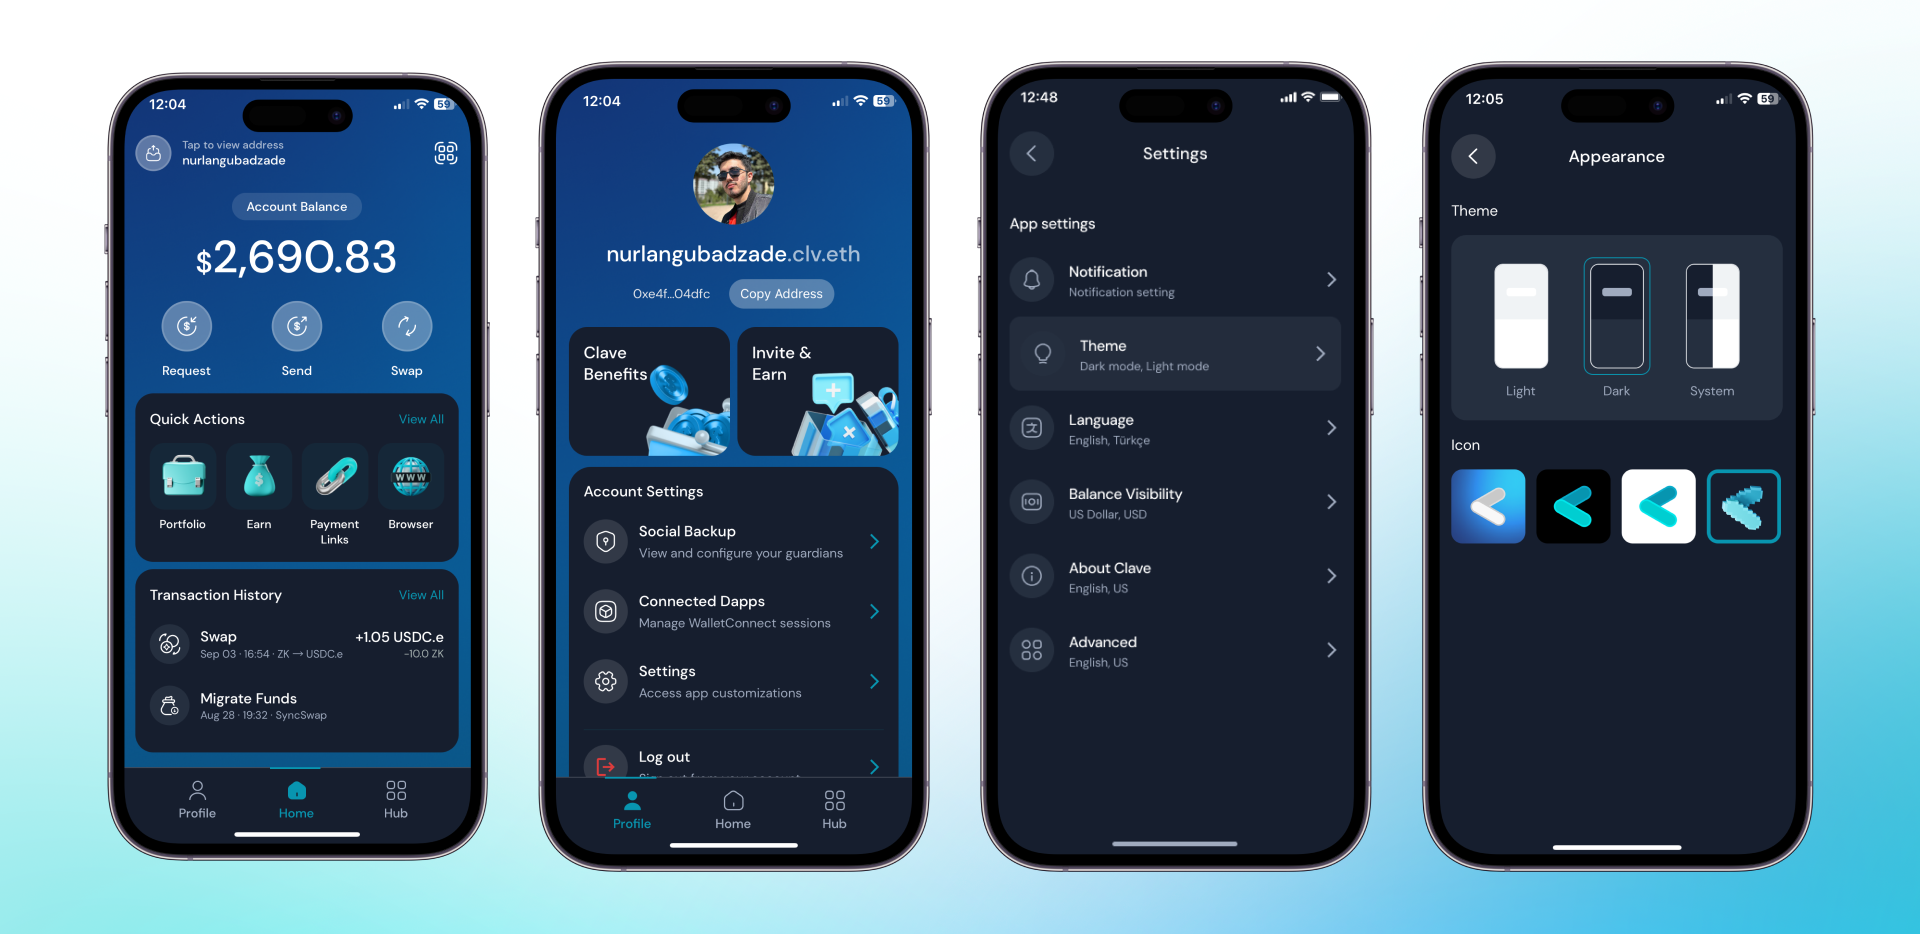 12:04
59
Tap to view address
nurlangubadzade
Account Balance
$2,690.83
Request
Send
Swap
Quick Actions
View All
$
WWW
Portfolio
Earn
Payment
Links
Browser
Transaction History
View All
Swap
+1.05 USDC.e
Sep 03 · 16:54 · ZK → USDC.e
-10.0 ZK
Migrate Funds
Aug 28 · 19:32 · SyncSwap
Profile
Home
Hub
12:04
59
nurlangubadzade.clv.eth
0xe4f...04dfc
Copy Address
Clave
Benefits
Invite &
Earn
Account Settings
Social Backup
View and configure your guardians
Connected Dapps
Manage WalletConnect sessions
Settings
Access app customizations
Log out
Sign out from your account
Profile
Home
Hub
12:48
Settings
App settings
Notification
Notification setting
Theme
Dark mode, Light mode
Language
English, Türkçe
Balance Visibility
US Dollar, USD
About Clave
English, US
Advanced
English, US
12:05
59
Appearance
Theme
Light
Dark
System
Icon